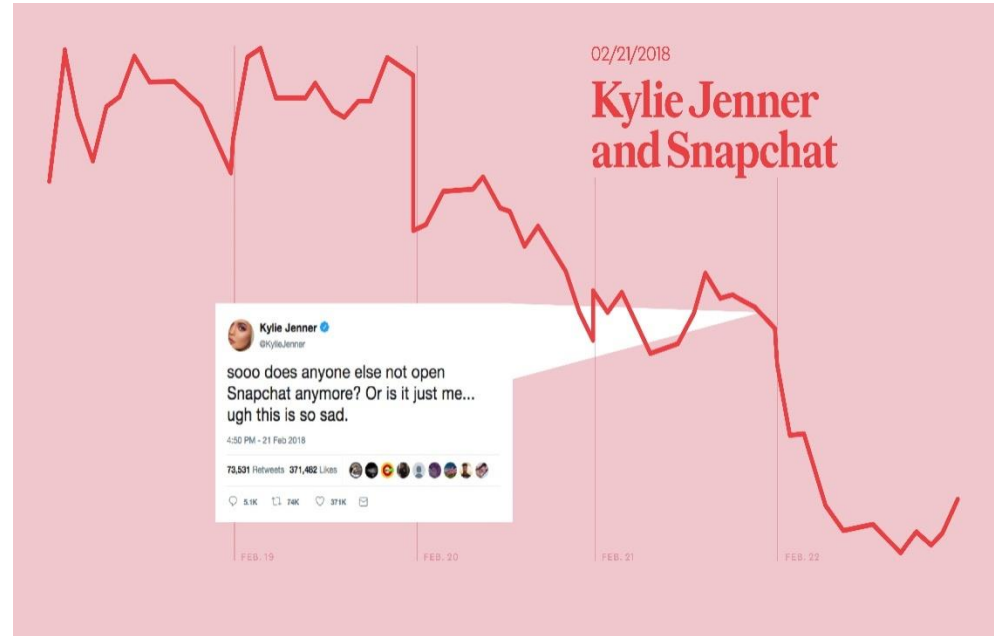 02/21/2018
Kylie Jenner
and Snapchat
Kylie Jenner
@KylieJenner
sooo does anyone else not open
Snapchat anymore? Or is it just me...
ugh this is so sad.
4:50 PM - 21 Feb 2018
73,531 Retweets 371,482 Likes
5.1K 74K 371K
FEB. 19 FEB. 20 FEB. 21 FEB. 22